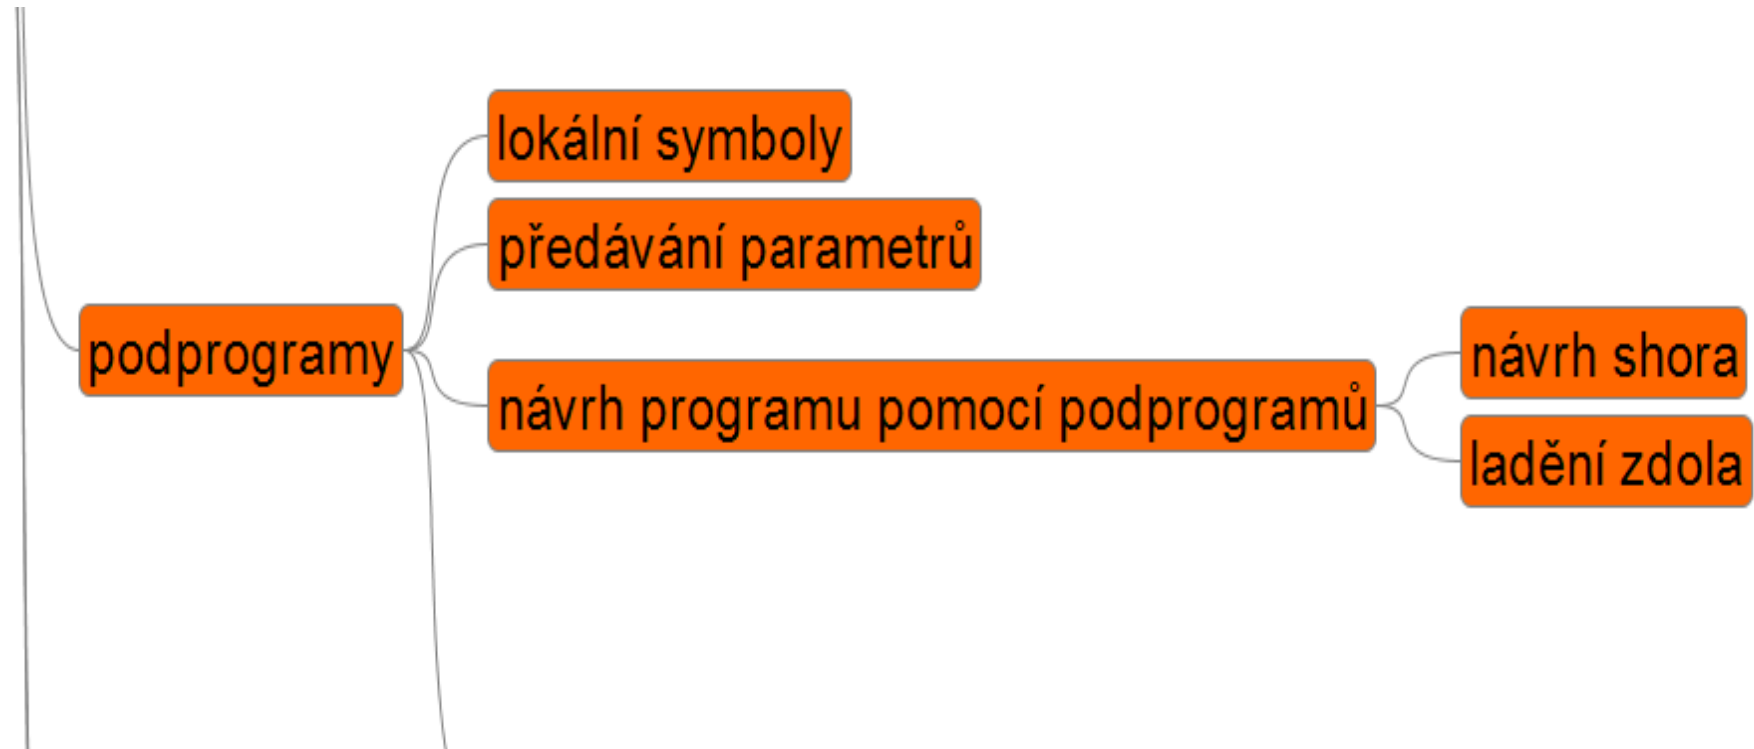 lokální symboly
předávání parametrů
podprogramy
návrh programu pomocí podprogramů
návrh shora
ladění zdola